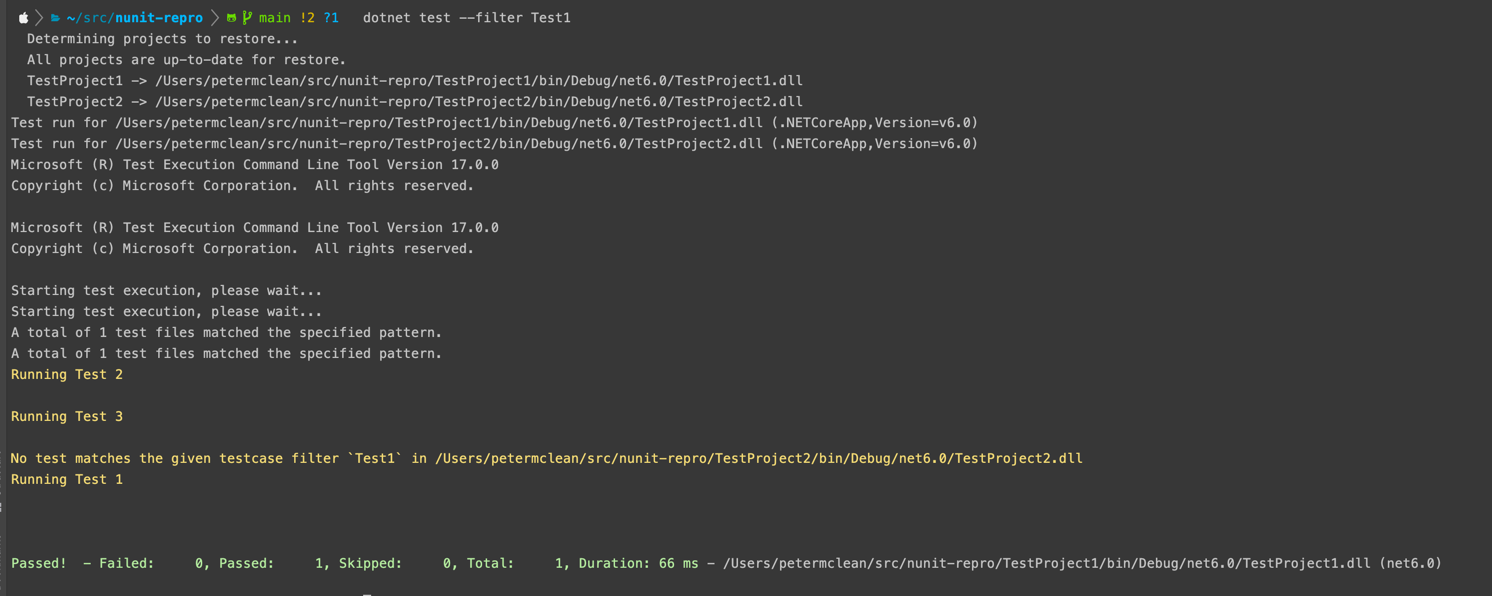 ~/src/nunit-repro main !2 ?1 dotnet test --filter Test1
Determining projects to restore...
All projects are up-to-date for restore.
TestProject1 -> /Users/petermclean/src/nunit-repro/TestProject1/bin/Debug/net6.0/TestProject1.dll
TestProject2 -> /Users/petermclean/src/nunit-repro/TestProject2/bin/Debug/net6.0/TestProject2.dll
Test run for /Users/petermclean/src/nunit-repro/TestProject1/bin/Debug/net6.0/TestProject1.dll (.NETCoreApp,Version=v6.0)
Test run for /Users/petermclean/src/nunit-repro/TestProject2/bin/Debug/net6.0/TestProject2.dll (.NETCoreApp,Version=v6.0)
Microsoft (R) Test Execution Command Line Tool Version 17.0.0
Copyright (c) Microsoft Corporation.  All rights reserved.
Microsoft (R) Test Execution Command Line Tool Version 17.0.0
Copyright (c) Microsoft Corporation.  All rights reserved.
Starting test execution, please wait...
Starting test execution, please wait...
A total of 1 test files matched the specified pattern.
A total of 1 test files matched the specified pattern.
Running Test 2
Running Test 3
No test matches the given testcase filter `Test1` in /Users/petermclean/src/nunit-repro/TestProject2/bin/Debug/net6.0/TestProject2.dll
Running Test 1
Passed!  - Failed:     0, Passed:     1, Skipped:     0, Total:     1, Duration: 66 ms - /Users/petermclean/src/nunit-repro/TestProject1/bin/Debug/net6.0/TestProject1.dll (net6.0)